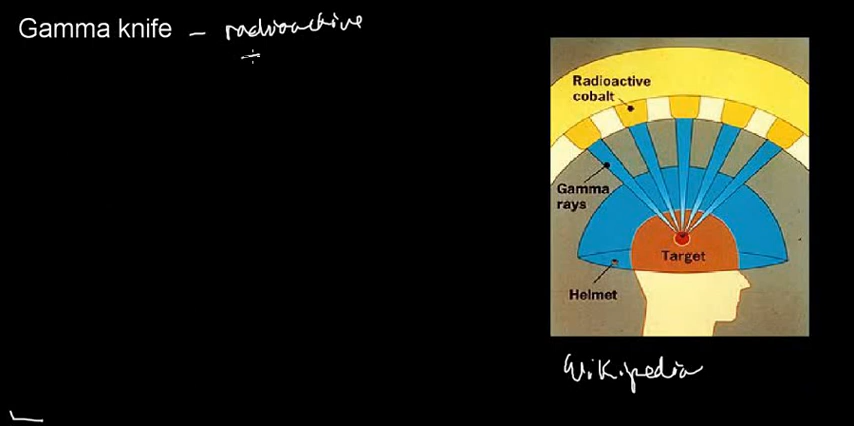 Gamma knife – radioactive
Radioactive
cobalt
Gamma
rays
Target
Helmet
Wikipedia